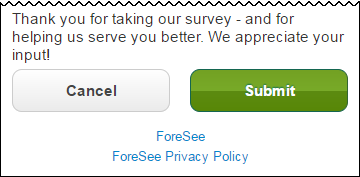 Thank you for taking our survey - and for
helping us serve you better. We appreciate your
input!
Cancel
Submit
ForeSee
ForeSee Privacy Policy